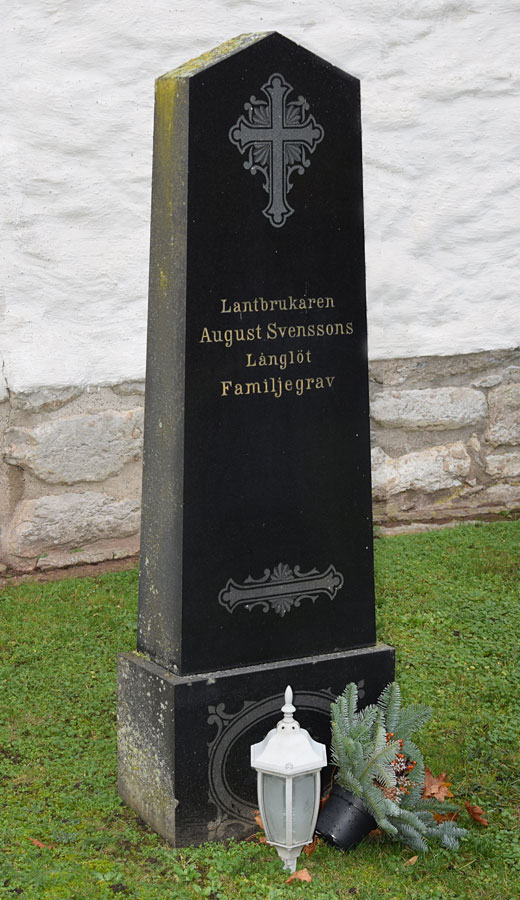 Lantbrukaren
August Svenssons
Långlöt
Familjegrav